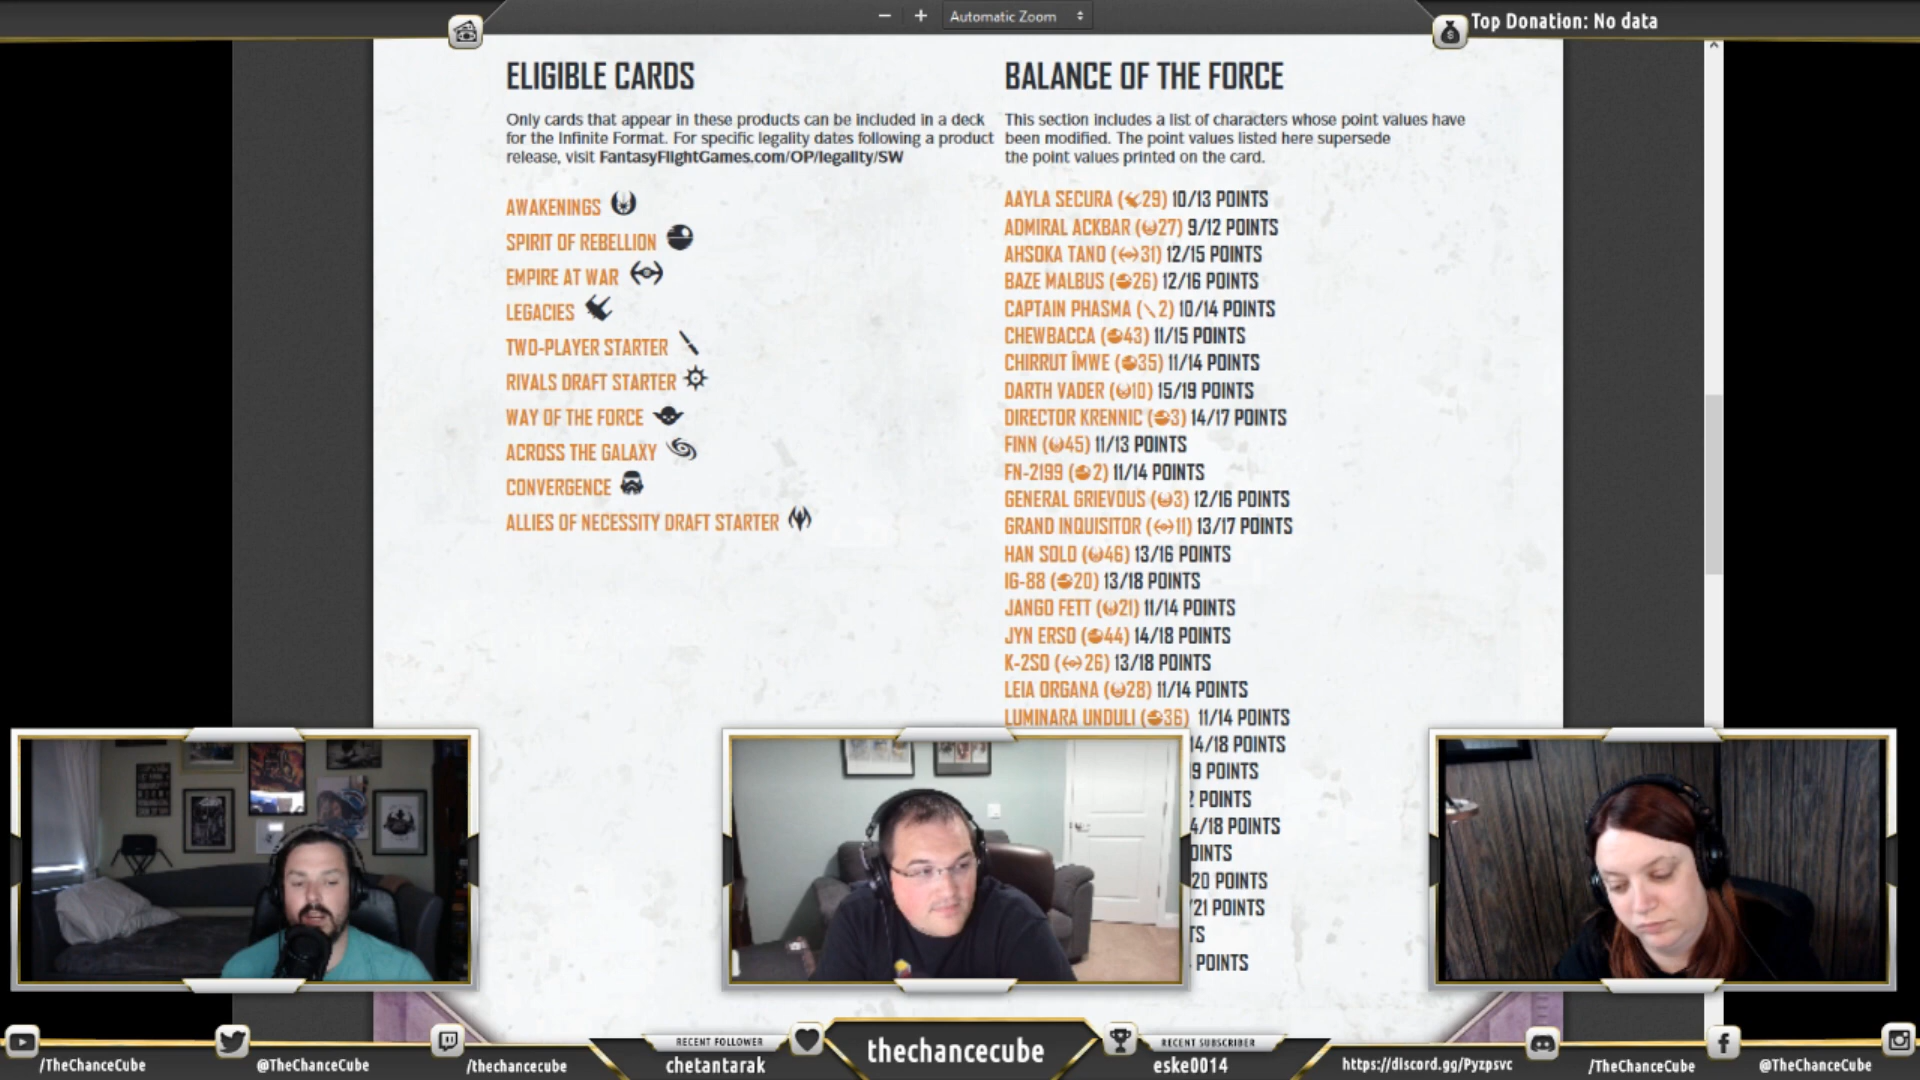 Automatic Zoom
Top Donation: No data
ELIGIBLE CARDS
Only cards that appear in these products can be included in a deck
for the Infinite Format. For specific legality dates following a product
release, visit FantasyFlightGames.com/OP/legality/SW
AWAKENINGS
SPIRIT OF REBELLION
EMPIRE AT WAR
LEGACIES
TWO-PLAYER STARTER
RIVALS DRAFT STARTER
WAY OF THE FORCE
ACROSS THE GALAXY
CONVERGENCE
ALLIES OF NECESSITY DRAFT STARTER
BALANCE OF THE FORCE
This section includes a list of characters whose point values have
been modified. The point values listed here supersede
the point values printed on the card.
AAYLA SECURA (29) 10/13 POINTS
ADMIRAL ACKBAR (27) 9/12 POINTS
AHSOKA TANO (31) 12/15 POINTS
BAZE MALBUS (26) 12/16 POINTS
CAPTAIN PHASMA (2) 10/14 POINTS
CHEWBACCA (43) 11/15 POINTS
CHIRRUT ÎMWE (35) 11/14 POINTS
DARTH VADER (10) 15/19 POINTS
DIRECTOR KRENNIC (3) 14/17 POINTS
FINN (45) 11/13 POINTS
FN-2199 (2) 11/14 POINTS
GENERAL GRIEVOUS (3) 12/16 POINTS
GRAND INQUISITOR (11) 13/17 POINTS
HAN SOLO (46) 13/16 POINTS
IG-88 (20) 13/18 POINTS
JANGO FETT (21) 11/14 POINTS
JYN ERSO (44) 14/18 POINTS
K-2SO (26) 13/18 POINTS
LEIA ORGANA (28) 11/14 POINTS
LUMINARA UNDULI (36) 11/14 POINTS
14/18 POINTS
9 POINTS
POINTS
4/18 POINTS
OINTS
20 POINTS
/21 POINTS
TS
POINTS
/TheChanceCube
@TheChanceCube
/thechancecube
RECENT FOLLOWER
chetantarak
thechancecube
RECENT SUBSCRIBER
eske0014
https://discord.gg/Pyzpsvc
/TheChanceCube
@TheChanceCube